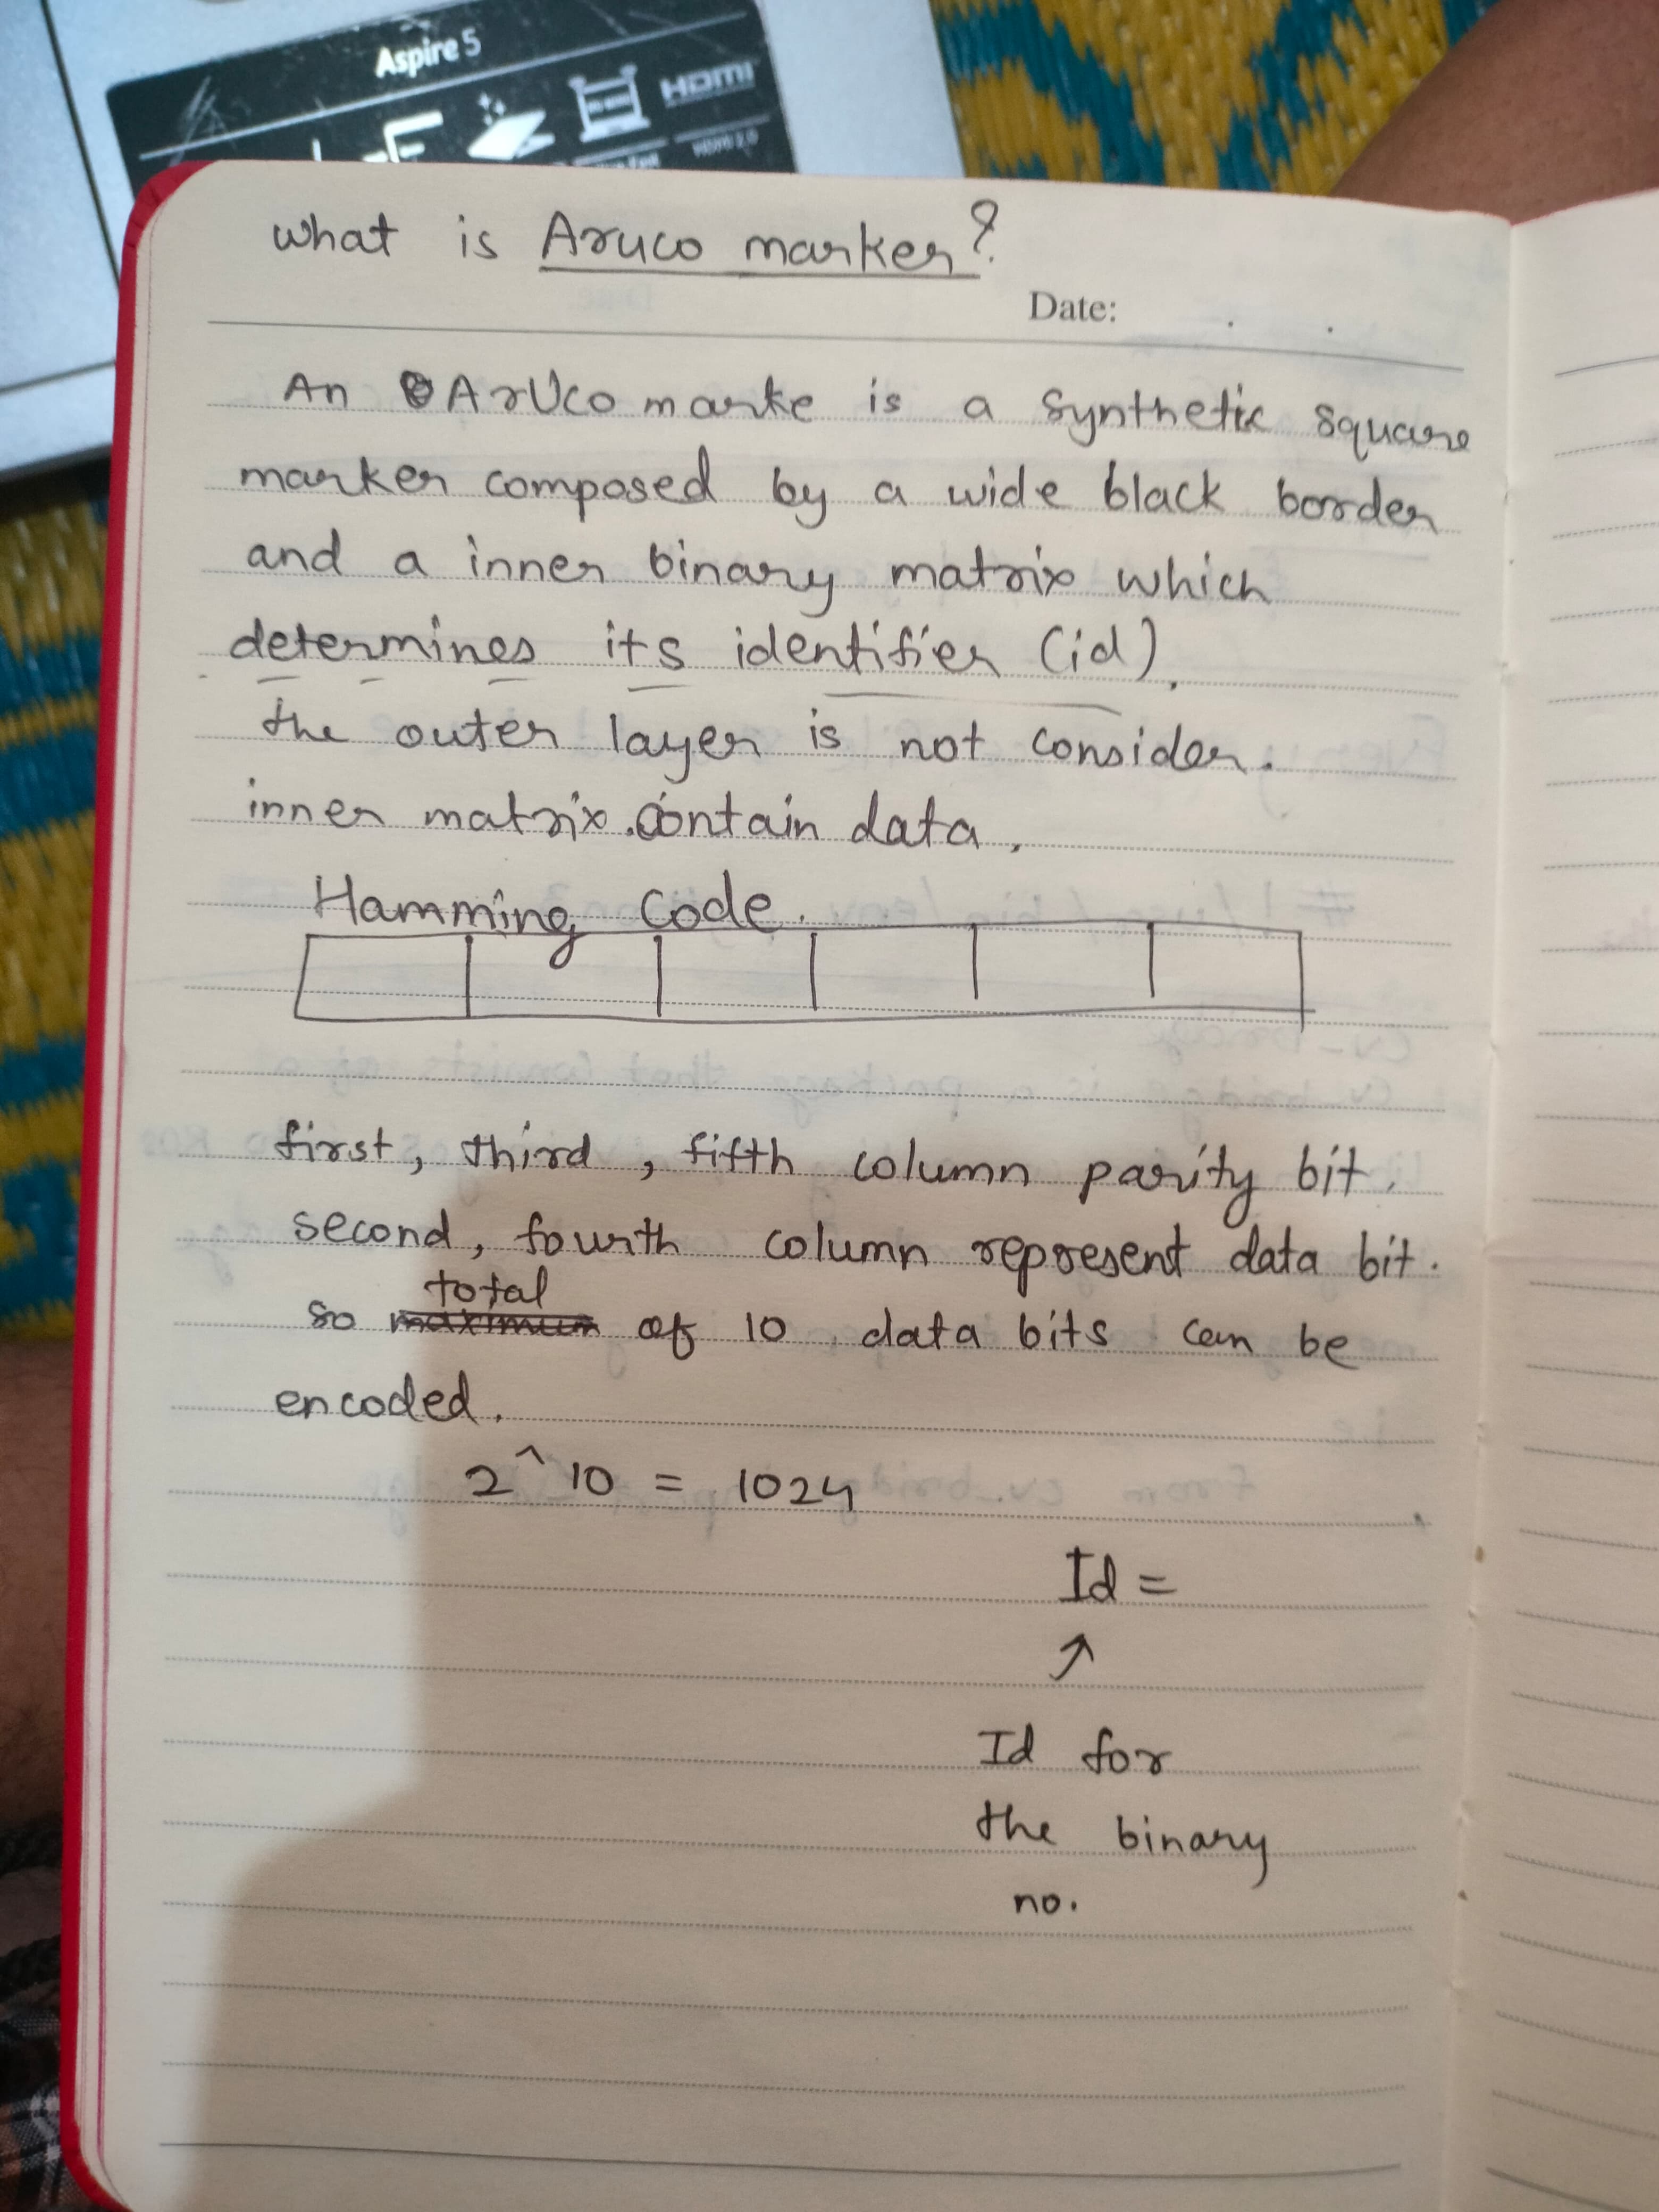 Aspire 5
HDMI
what is Aruco marker?
Date:
An ArUco marke is a synthetic square
marker composed by a wide black border
and a inner binary matrix which
determines its identifier (id).
the outer layer is not consider.
inner matrix contain data.
Hamming Code.
first, third, fifth column parity bit.
second, fourth column represent data bit.
so total of 10 data bits can be
encoded.
2^10 = 1024
Id =
↑
Id for
the binary
no.